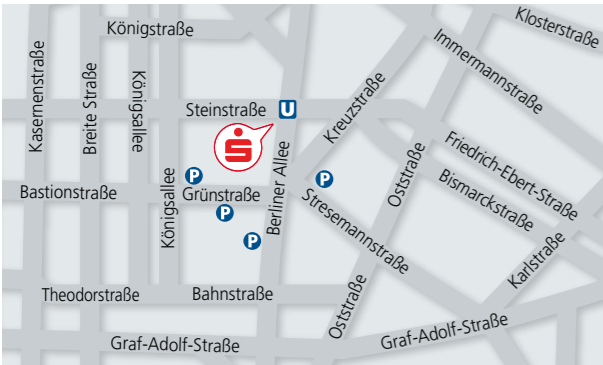 Klosterstraße
Königstraße
Immermannstraße
Kasernenstraße
Breite Straße
Königsallee
Steinstraße
U
Kreuzstraße
Friedrich-Ebert-Straße
Oststraße
Bismarckstraße
P
P
Bastionstraße
Königsallee
Grünstraße
Berliner Allee
Stresemannstraße
P
P
Karlstraße
Theodorstraße
Bahnstraße
Oststraße
Graf-Adolf-Straße
Graf-Adolf-Straße